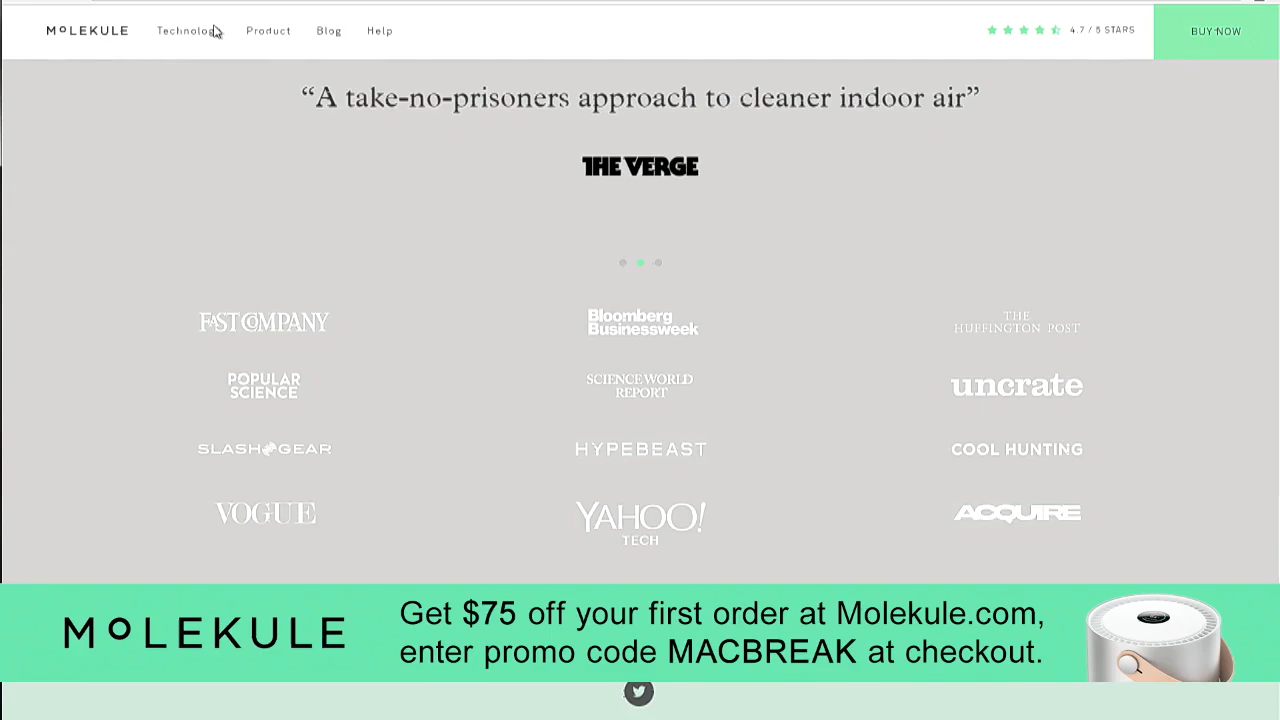 MOLEKULE
Technology
Product
Blog
Help
4.7 / 5 STARS
BUY NOW
“A take-no-prisoners approach to cleaner indoor air”
THE VERGE
FAST COMPANY
Bloomberg
Businessweek
THE
HUFFINGTON POST
POPULAR
SCIENCE
SCIENCE WORLD
REPORT
uncrate
SLASH GEAR
HYPEBEAST
COOL HUNTING
VOGUE
YAHOO!
TECH
ACQUIRE
MOLEKULE
Get $75 off your first order at Molekule.com,
enter promo code MACBREAK at checkout.